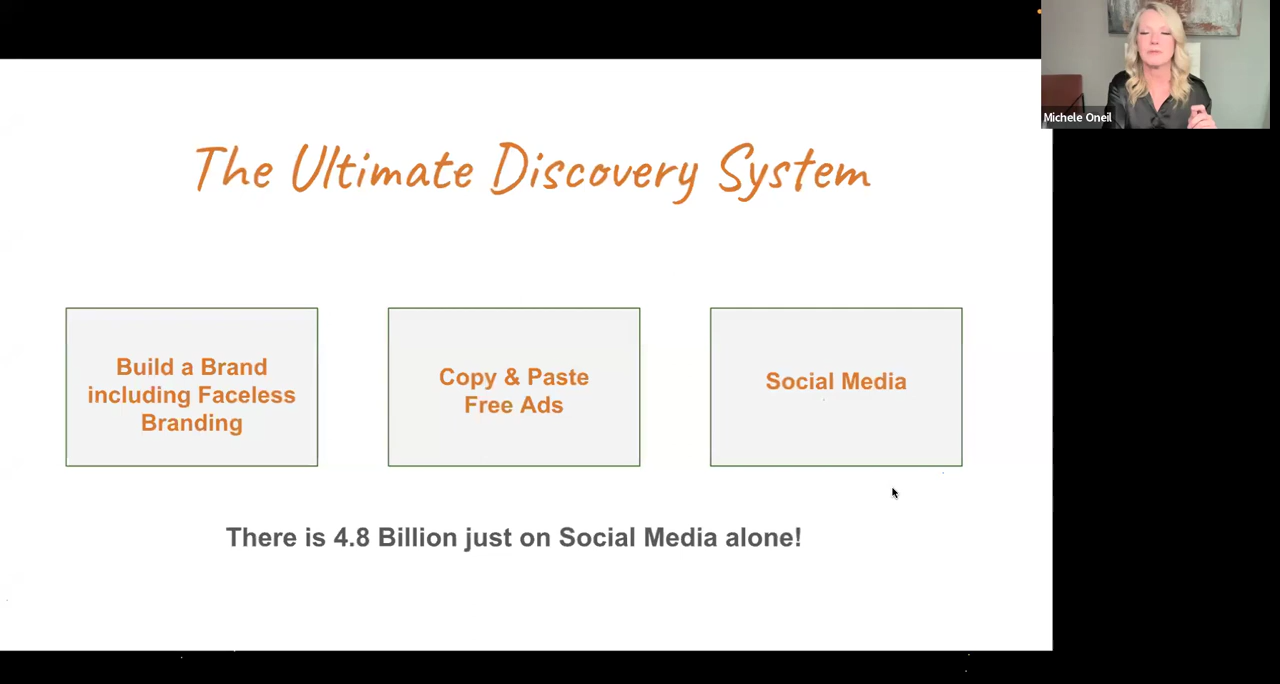 Michele Oneil
The Ultimate Discovery System
Build a Brand
including Faceless
Branding
Copy & Paste
Free Ads
Social Media
There is 4.8 Billion just on Social Media alone!